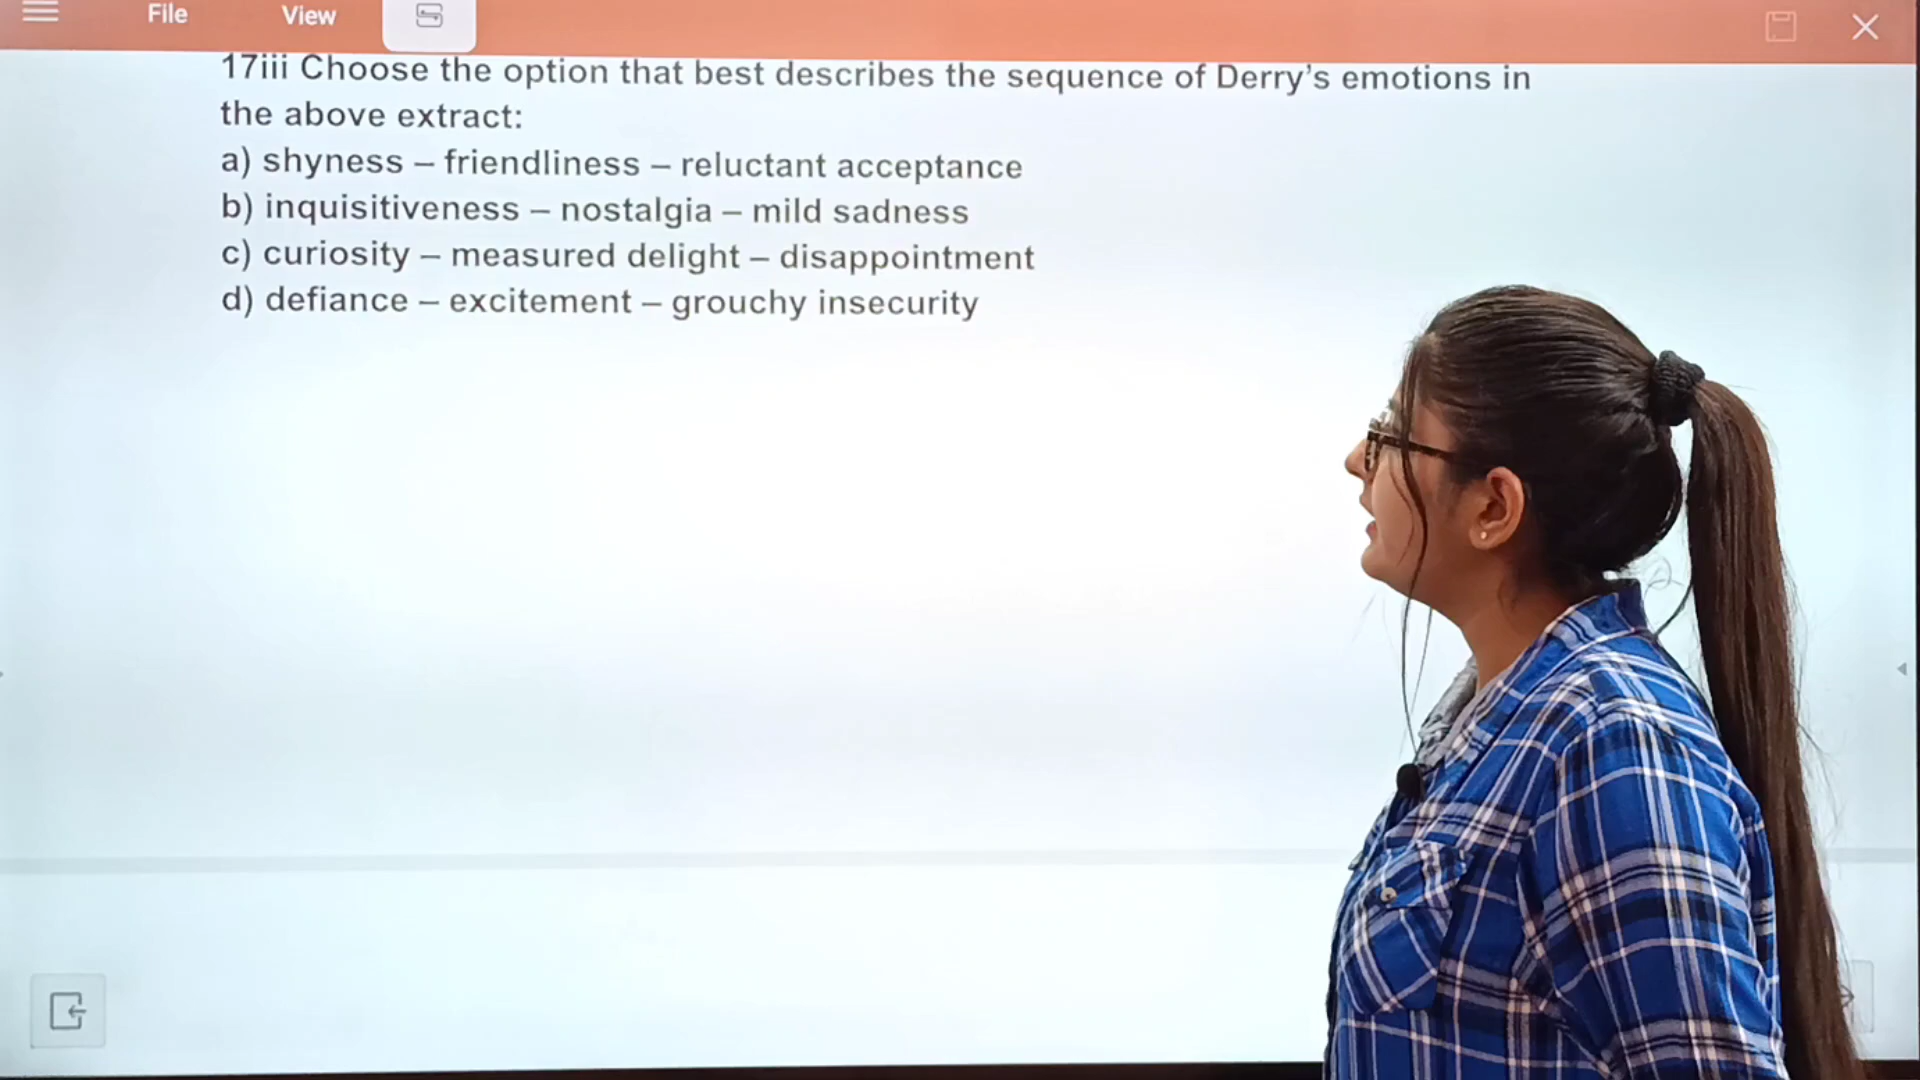 File View
17iii Choose the option that best describes the sequence of Derry's emotions in
the above extract:
a) shyness – friendliness – reluctant acceptance
b) inquisitiveness – nostalgia – mild sadness
c) curiosity – measured delight – disappointment
d) defiance – excitement – grouchy insecurity